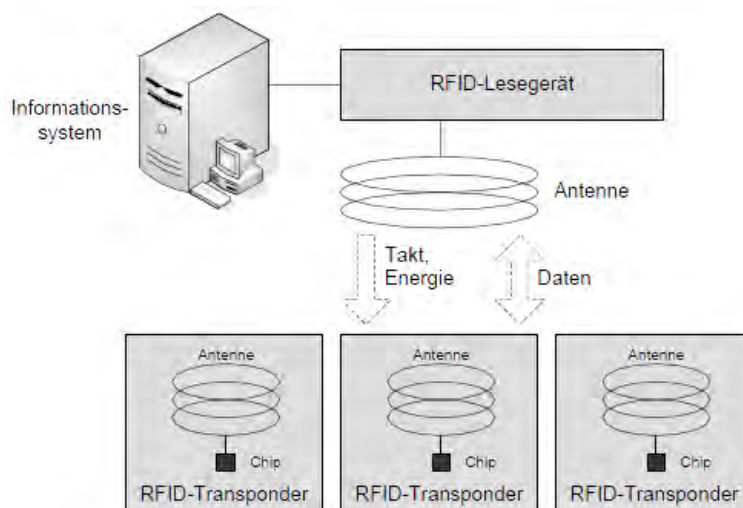 RFID-Lesegerät
Informations-
system
Antenne
Takt,
Energie
Daten
Antenne
Chip
RFID-Transponder
Antenne
Chip
RFID-Transponder
Antenne
Chip
RFID-Transponder